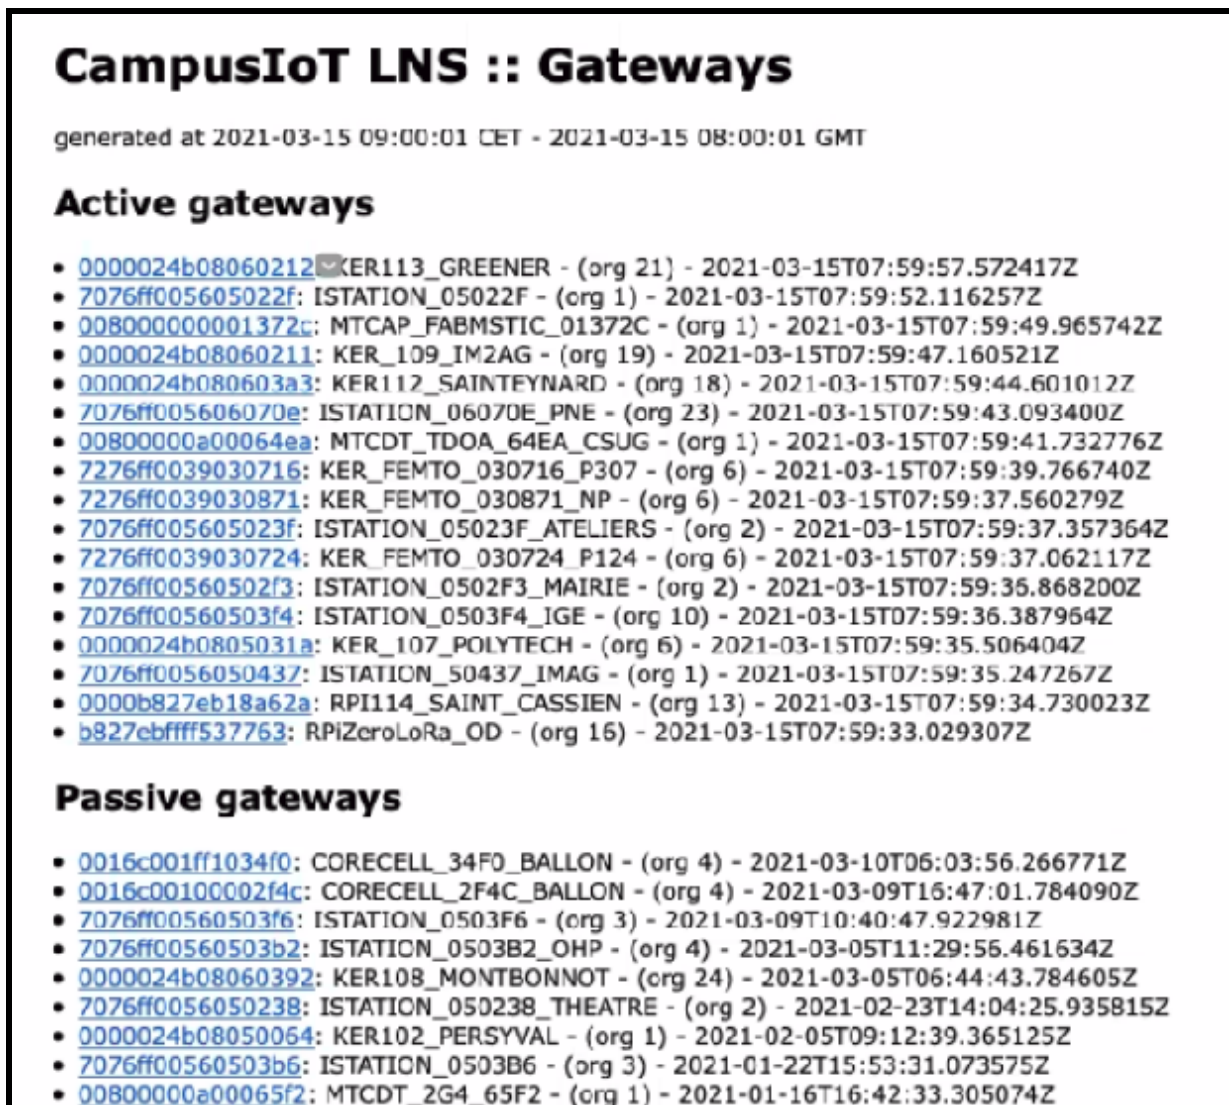 CampusIoT LNS :: Gateways
generated at 2021-03-15 09:00:01 CET - 2021-03-15 08:00:01 GMT
Active gateways
• 0000024b08060212 KER113_GREENER - (org 21) - 2021-03-15T07:59:57.572417Z
• 7076ff005605022f: ISTATION_05022F - (org 1) - 2021-03-15T07:59:52.116257Z
• 008000000001372c: MTCAP_FABMSTIC_01372C - (org 1) - 2021-03-15T07:59:49.965742Z
• 0000024b08060211: KER_109_IM2AG - (org 19) - 2021-03-15T07:59:47.160521Z
• 0000024b080603a3: KER112_SAINTEYNARD - (org 18) - 2021-03-15T07:59:44.601012Z
• 7076ff005606070e: ISTATION_06070E_PNE - (org 23) - 2021-03-15T07:59:43.093400Z
• 00800000a00064ea: MTCDT_TDOA_64EA_CSUG - (org 1) - 2021-03-15T07:59:41.732776Z
• 7276ff0039030716: KER_FEMTO_030716_P307 - (org 6) - 2021-03-15T07:59:39.766740Z
• 7276ff0039030871: KER_FEMTO_030871_NP - (org 6) - 2021-03-15T07:59:37.560279Z
• 7076ff005605023f: ISTATION_05023F_ATELIERS - (org 2) - 2021-03-15T07:59:37.357364Z
• 7276ff0039030724: KER_FEMTO_030724_P124 - (org 6) - 2021-03-15T07:59:37.062117Z
• 7076ff00560502f3: ISTATION_0502F3_MAIRIE - (org 2) - 2021-03-15T07:59:36.868200Z
• 7076ff00560503f4: ISTATION_0503F4_IGE - (org 10) - 2021-03-15T07:59:36.387964Z
• 0000024b0805031a: KER_107_POLYTECH - (org 6) - 2021-03-15T07:59:35.506404Z
• 7076ff0056050437: ISTATION_50437_IMAG - (org 1) - 2021-03-15T07:59:35.247267Z
• 0000b827eb18a62a: RPI114_SAINT_CASSIEN - (org 13) - 2021-03-15T07:59:34.730023Z
• b827ebffff537763: RPiZeroLoRa_OD - (org 16) - 2021-03-15T07:59:33.029307Z
Passive gateways
• 0016c001ff1034f0: CORECELL_34F0_BALLON - (org 4) - 2021-03-10T06:03:56.266771Z
• 0016c00100002f4c: CORECELL_2F4C_BALLON - (org 4) - 2021-03-09T16:47:01.784090Z
• 7076ff00560503f6: ISTATION_0503F6 - (org 3) - 2021-03-09T10:40:47.922981Z
• 7076ff00560503b2: ISTATION_0503B2_OHP - (org 4) - 2021-03-05T11:29:56.461634Z
• 0000024b08060392: KER108_MONTBONNOT - (org 24) - 2021-03-05T06:44:43.784605Z
• 7076ff0056050238: ISTATION_050238_THEATRE - (org 2) - 2021-02-23T14:04:25.935815Z
• 0000024b08050064: KER102_PERSYVAL - (org 1) - 2021-02-05T09:12:39.365125Z
• 7076ff00560503b6: ISTATION_0503B6 - (org 3) - 2021-01-22T15:53:31.073575Z
• 00800000a00065f2: MTCDT_2G4_65F2 - (org 1) - 2021-01-16T16:42:33.305074Z